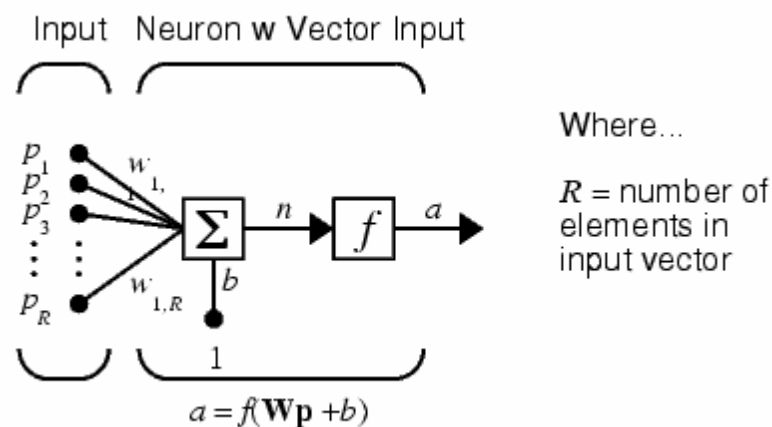 Input Neuron w Vector Input
p1
p2
p3
pR
w1,
w1,R
Σ
n
f
a
b
1
a = f(Wp +b)
Where...
R = number of
elements in
input vector